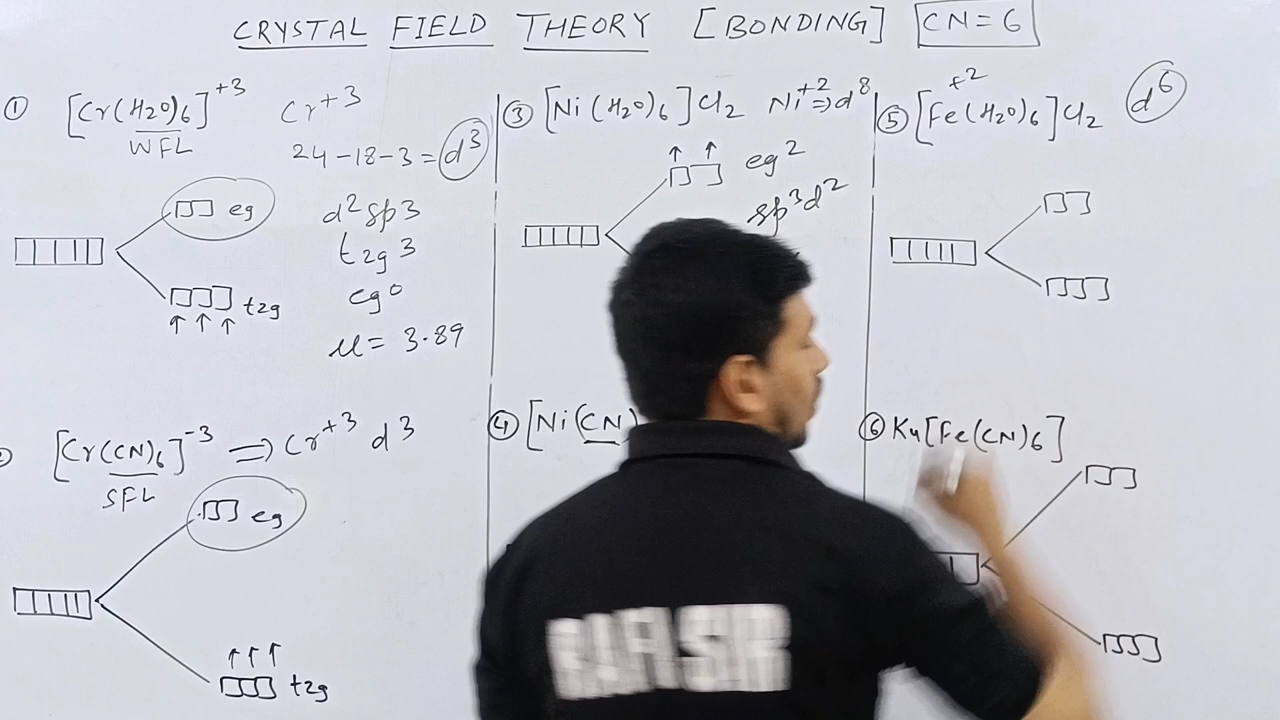 CRYSTAL FIELD THEORY [BONDING] CN=6
① [Cr(H2O)6]+3 Cr+3
WFL
24-18-3=d3
eg
d2sp3
t2g3
eg0
t2g
μ= 3.89
[Cr(CN)6]-3 ⇒ Cr+3 d3
SFL
eg
t2g
③ [Ni(H2O)6]Cl2 Ni+2⇒d8
eg2
sp3d2
④ [Ni(CN)
+2
⑤ [Fe(H2O)6]Cl2 d6
⑥ K4[Fe(CN)6]
RAFI SIR